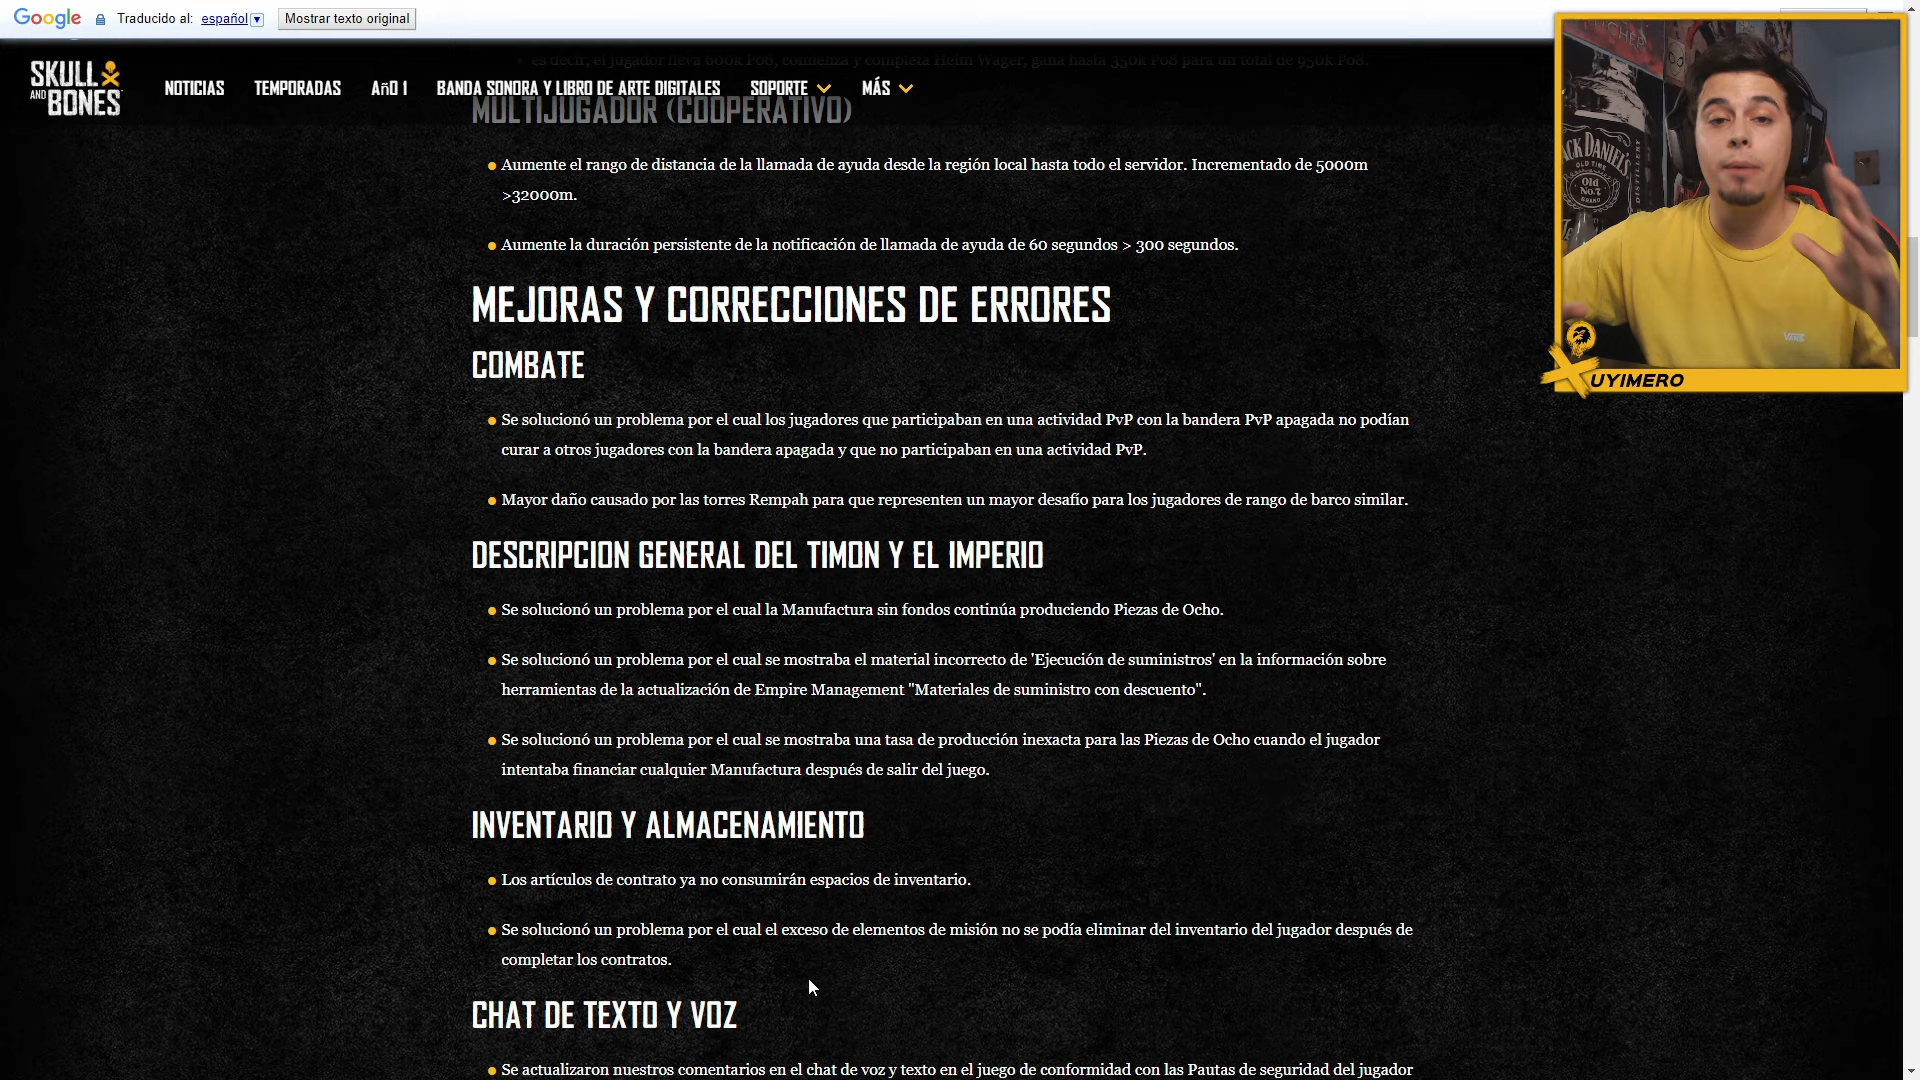 Google Traducido al: español Mostrar texto original
es decir, el jugador lleva 600k Po8, comienza y completa Helm Wager, gana hasta 350k Po8 para un total de 950k Po8.
SKULL AND BONES
NOTICIAS TEMPORADAS Año 1 BANDA SONORA Y LIBRO DE ARTE DIGITALES SOPORTE MÁS
MULTIJUGADOR (COOPERATIVO)
Aumente el rango de distancia de la llamada de ayuda desde la región local hasta todo el servidor. Incrementado de 5000m
>32000m.
Aumente la duración persistente de la notificación de llamada de ayuda de 60 segundos > 300 segundos.
MEJORAS Y CORRECCIONES DE ERRORES
COMBATE
Se solucionó un problema por el cual los jugadores que participaban en una actividad PvP con la bandera PvP apagada no podían
curar a otros jugadores con la bandera apagada y que no participaban en una actividad PvP.
Mayor daño causado por las torres Rempah para que representen un mayor desafío para los jugadores de rango de barco similar.
DESCRIPCION GENERAL DEL TIMON Y EL IMPERIO
Se solucionó un problema por el cual la Manufactura sin fondos continúa produciendo Piezas de Ocho.
Se solucionó un problema por el cual se mostraba el material incorrecto de 'Ejecución de suministros' en la información sobre
herramientas de la actualización de Empire Management "Materiales de suministro con descuento".
Se solucionó un problema por el cual se mostraba una tasa de producción inexacta para las Piezas de Ocho cuando el jugador
intentaba financiar cualquier Manufactura después de salir del juego.
INVENTARIO Y ALMACENAMIENTO
Los artículos de contrato ya no consumirán espacios de inventario.
Se solucionó un problema por el cual el exceso de elementos de misión no se podía eliminar del inventario del jugador después de
completar los contratos.
CHAT DE TEXTO Y VOZ
Se actualizaron nuestros comentarios en el chat de voz y texto en el juego de conformidad con las Pautas de seguridad del jugador
JACK DANIEL'S
OLD TIME
Old
No.7
BRAND
VANS
UYIMERO